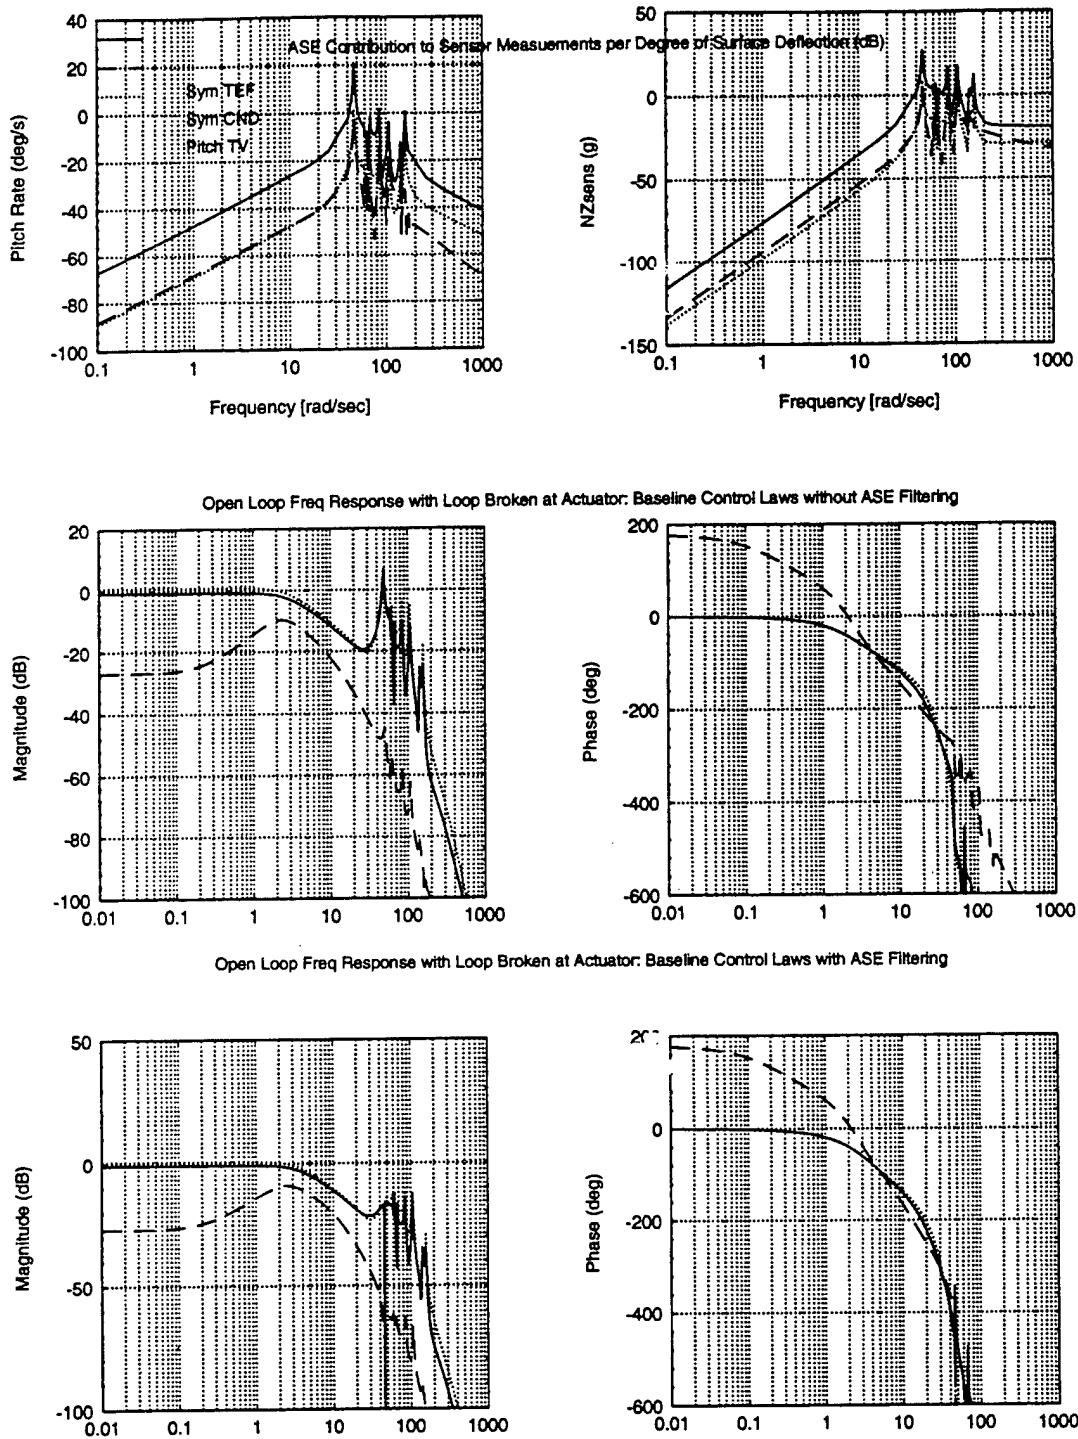 ASE Contribution to Sensor Measuements per Degree of Surface Deflection (dB)
40
20
0
-20
-40
-60
-80
-100
Pitch Rate (deg/s)
Sym TEF
Sym CND
Pitch TV
0.1 1 10 100 1000
Frequency [rad/sec]
50
0
-50
-100
-150
NZsens (g)
0.1 1 10 100 1000
Frequency [rad/sec]
Open Loop Freq Response with Loop Broken at Actuator: Baseline Control Laws without ASE Filtering
20
0
-20
-40
-60
-80
-100
Magnitude (dB)
0.01 0.1 1 10 100 1000
200
0
-200
-400
-600
Phase (deg)
0.01 0.1 1 10 100 1000
Open Loop Freq Response with Loop Broken at Actuator: Baseline Control Laws with ASE Filtering
50
0
-50
-100
Magnitude (dB)
0.01 0.1 1 10 100 1000
0
-200
-400
-600
Phase (deg)
0.01 0.1 1 10 100 1000